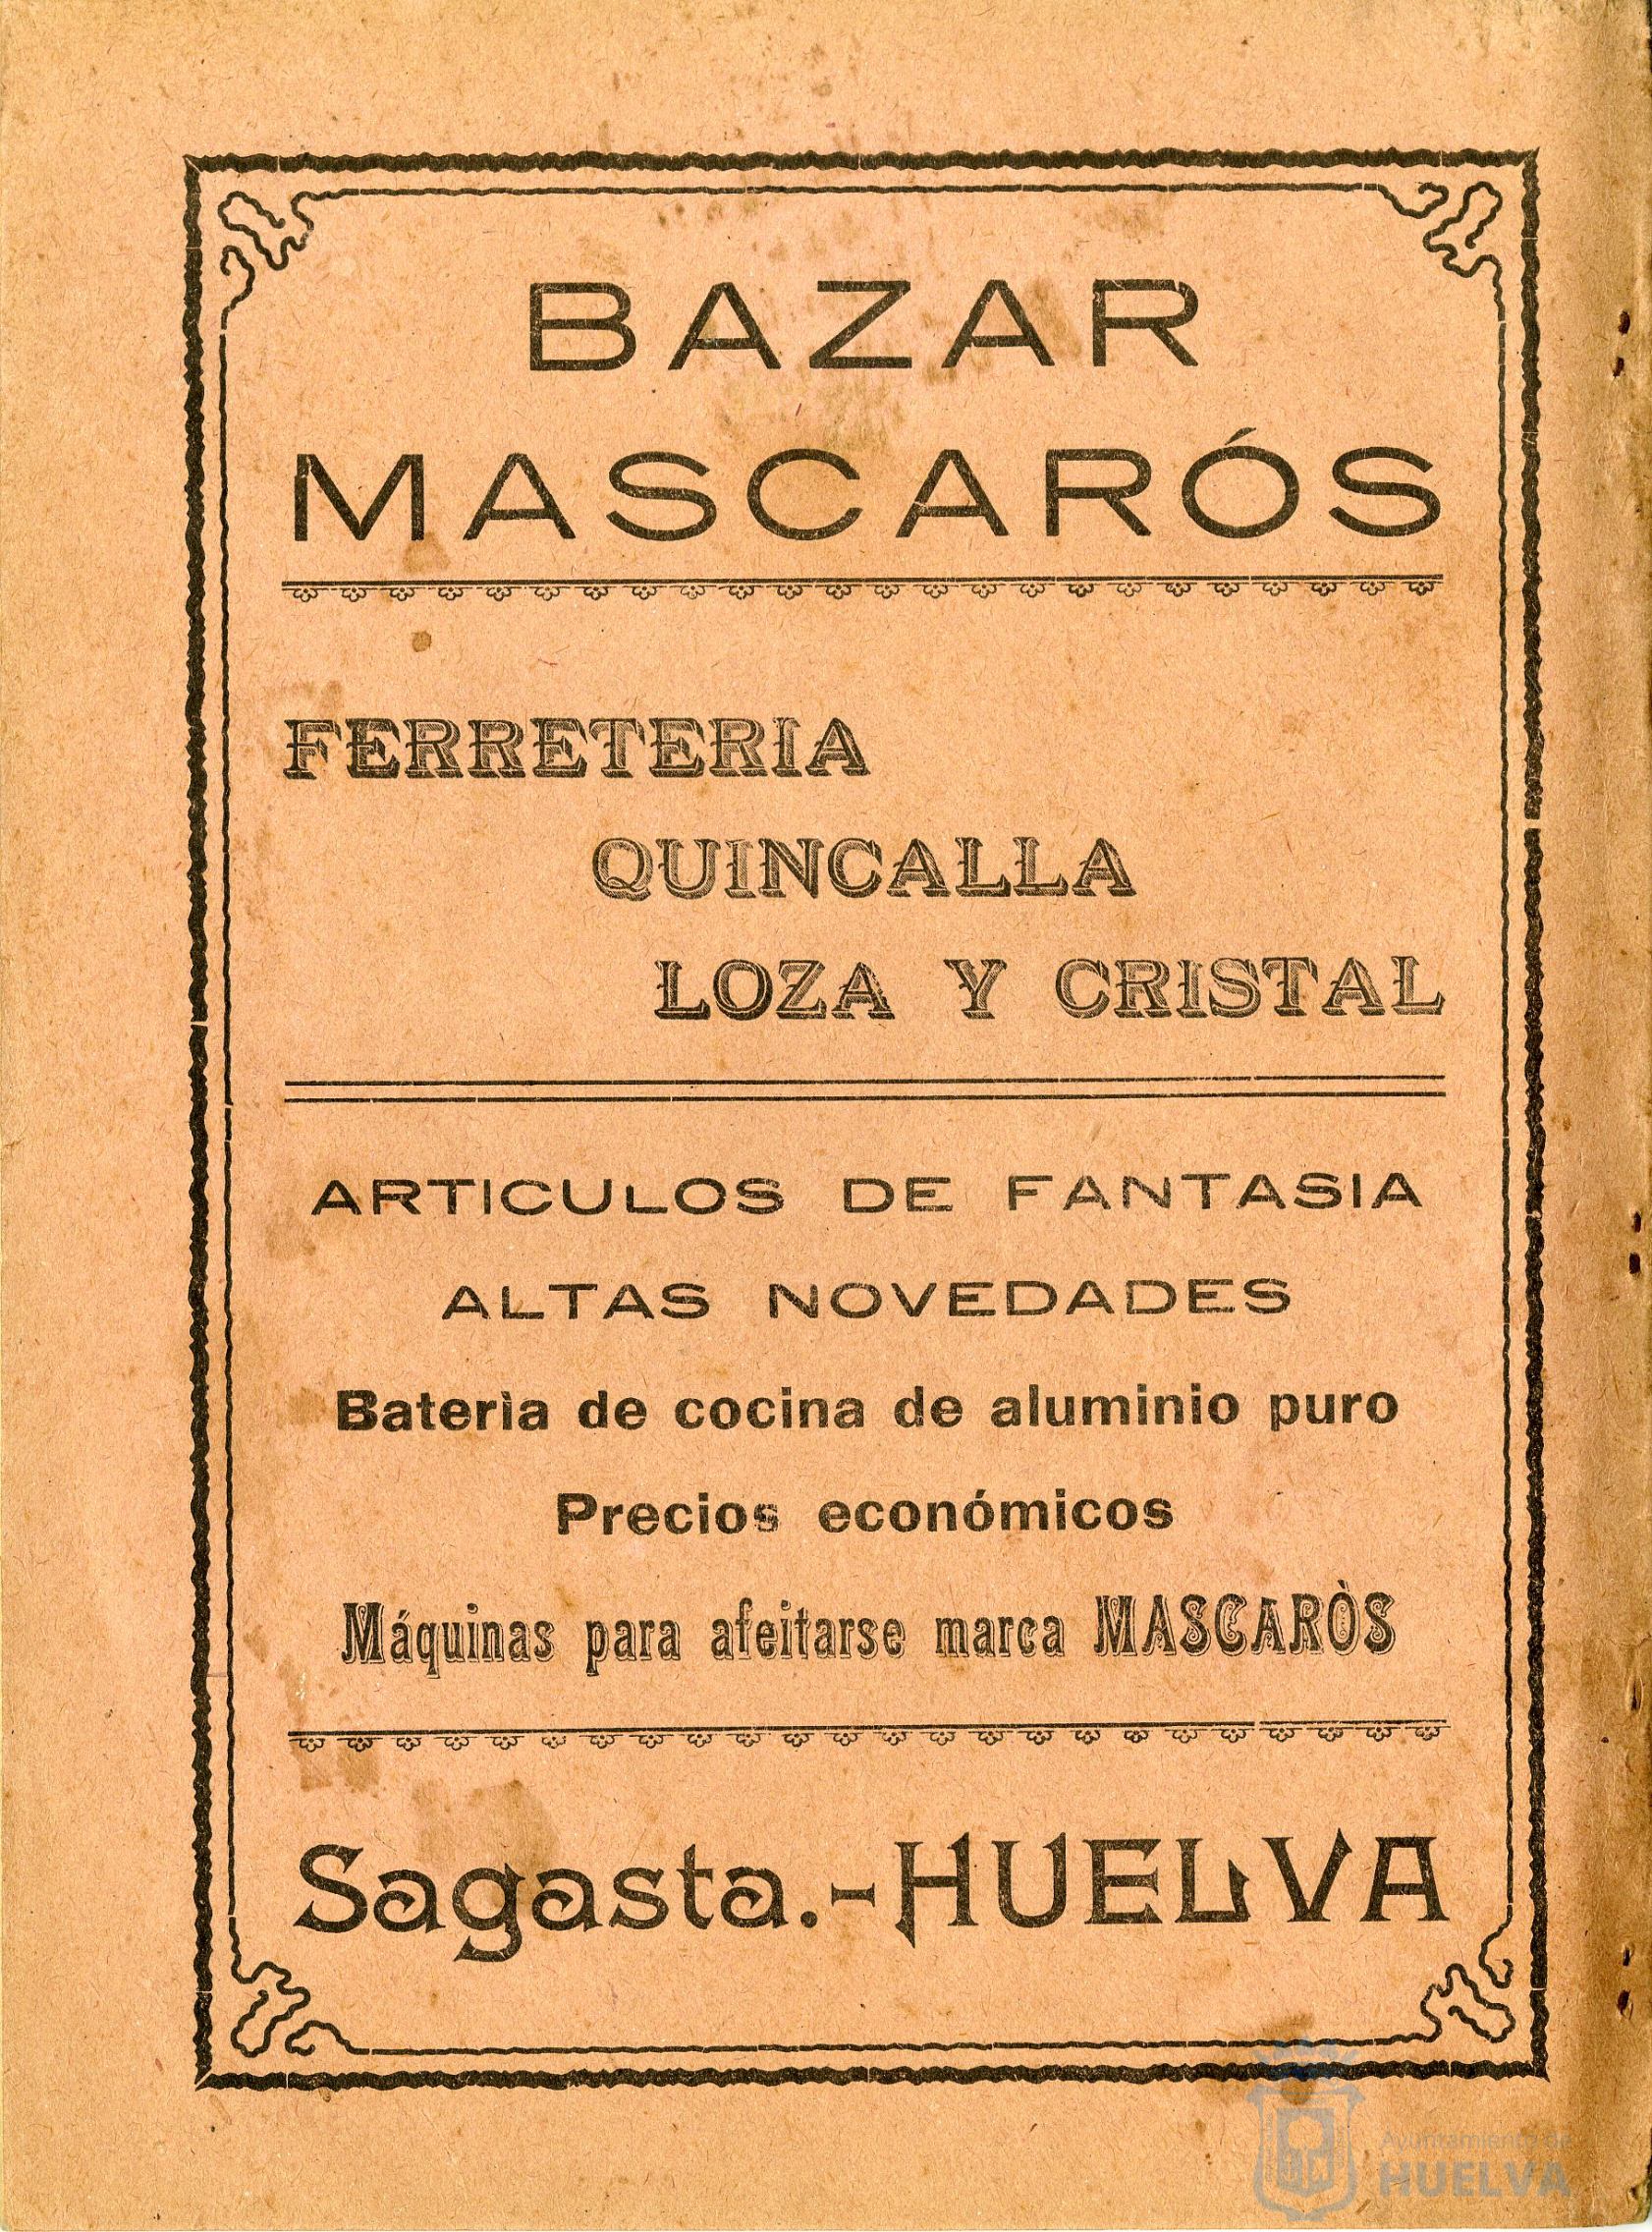 BAZAR
MASCARÓS
FERRETERIA
QUINCALLA
LOZA Y CRISTAL
ARTICULOS DE FANTASIA
ALTAS NOVEDADES
Baterìa de cocina de aluminio puro
Precios económicos
Máquinas para afeitarse marca MASCARÒS
Sagasta.-HUELVA
Ayuntamiento de
HUELVA